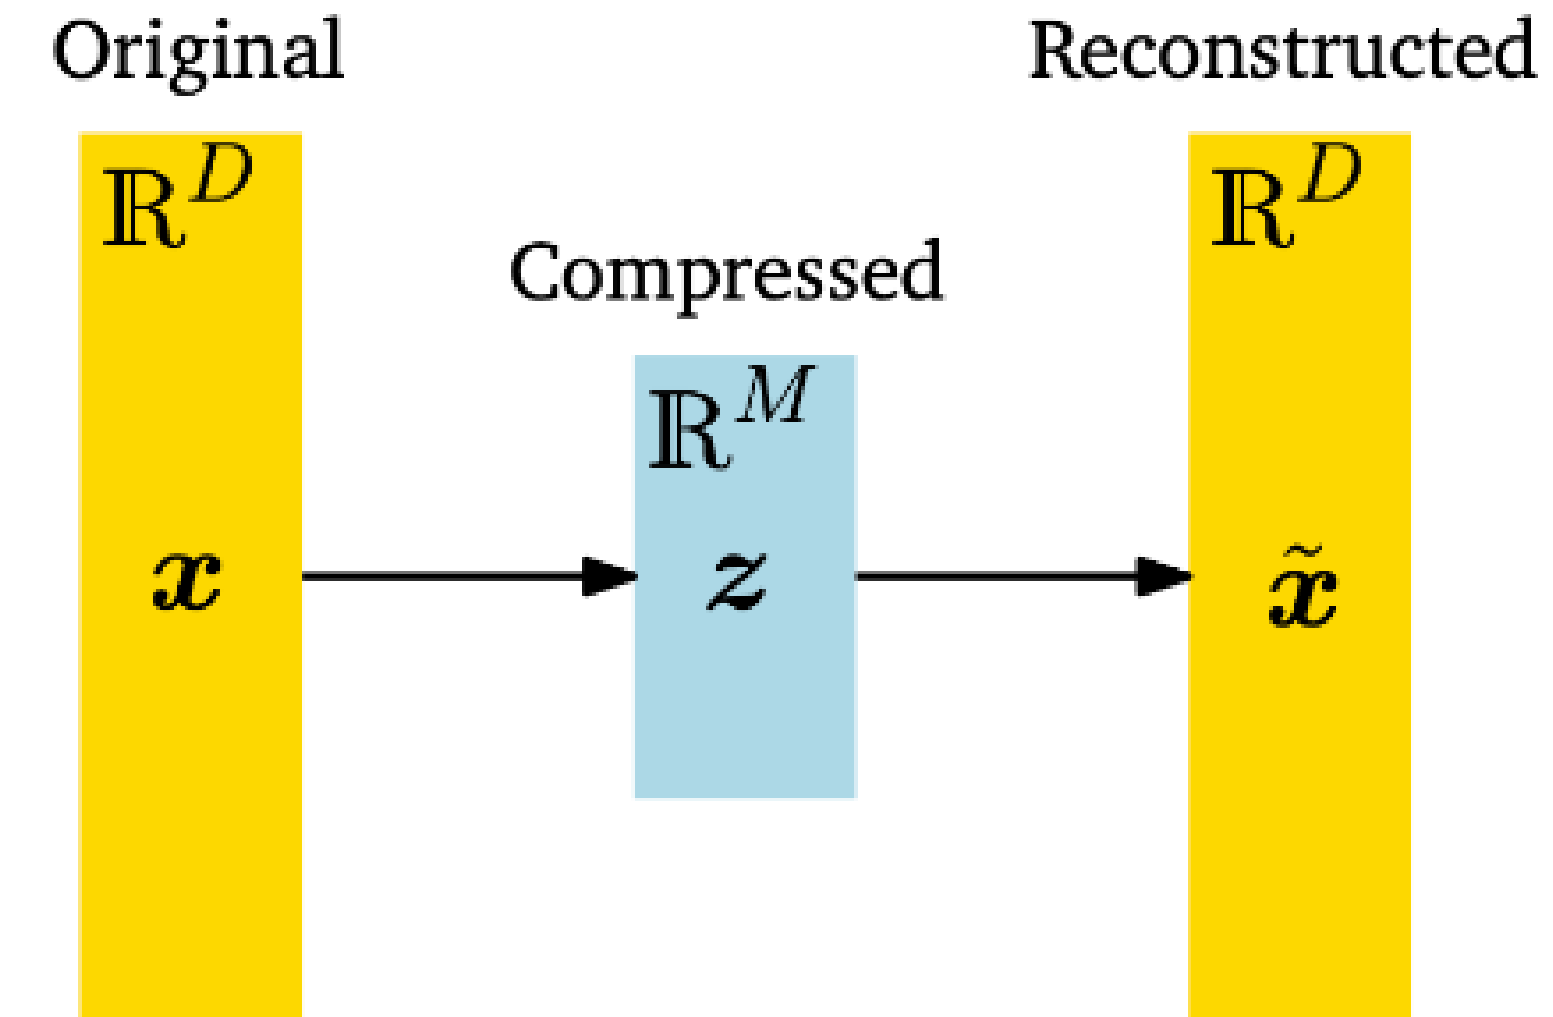 Original
Reconstructed
ℝ^D
ℝ^D
Compressed
ℝ^M
x
z
x̃